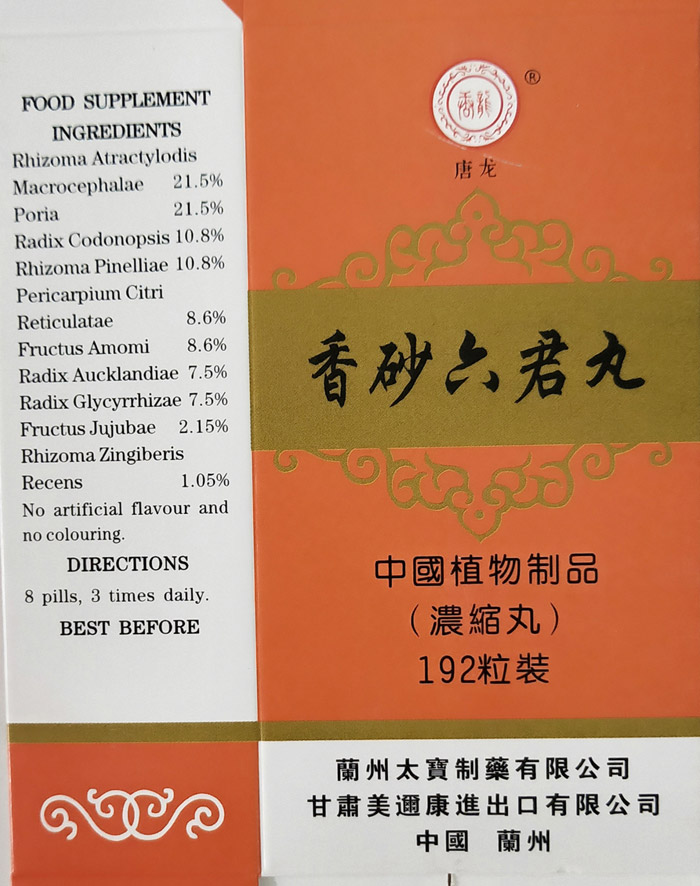 FOOD SUPPLEMENT
INGREDIENTS
Rhizoma Atractylodis
Macrocephalae 21.5%
Poria 21.5%
Radix Codonopsis 10.8%
Rhizoma Pinelliae 10.8%
Pericarpium Citri
Reticulatae 8.6%
Fructus Amomi 8.6%
Radix Aucklandiae 7.5%
Radix Glycyrrhizae 7.5%
Fructus Jujubae 2.15%
Rhizoma Zingiberis
Recens 1.05%
No artificial flavour and
no colouring.
DIRECTIONS
8 pills, 3 times daily.
BEST BEFORE
®
唐龙
香砂六君丸
中國植物制品
（濃縮丸）
192粒裝
蘭州太寶制藥有限公司
甘肅美邇康進出口有限公司
中國 蘭州